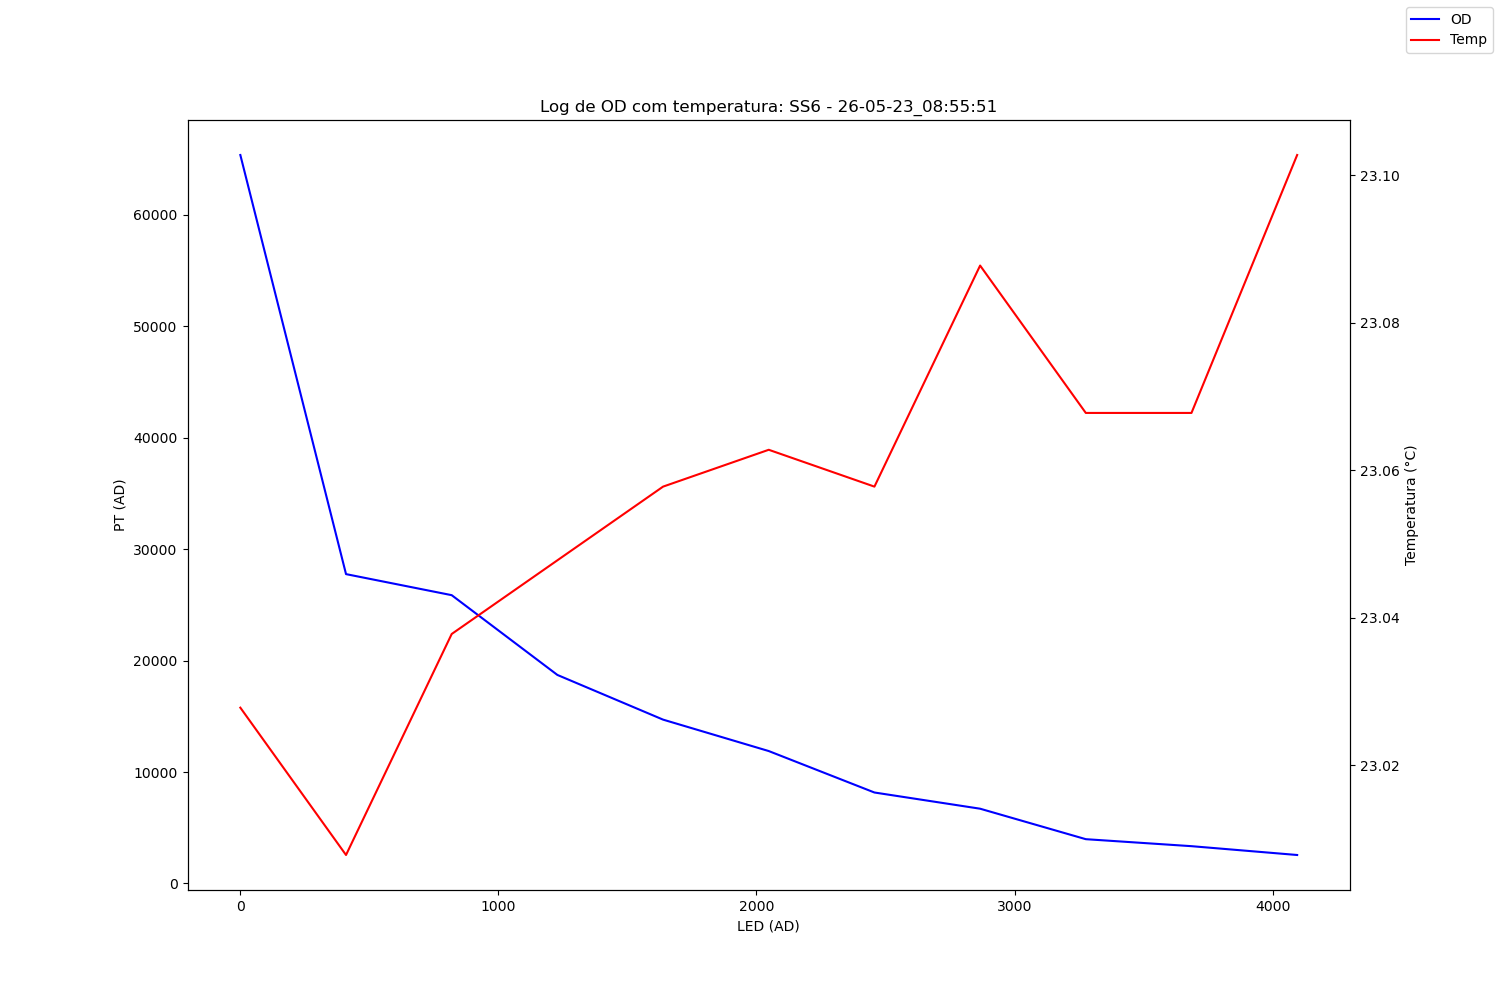 OD
Temp
Log de OD com temperatura: SS6 - 26-05-23_08:55:51
60000
50000
40000
30000
20000
10000
0
PT (AD)
23.10
23.08
23.06
23.04
23.02
Temperatura (°C)
0
1000
2000
3000
4000
LED (AD)